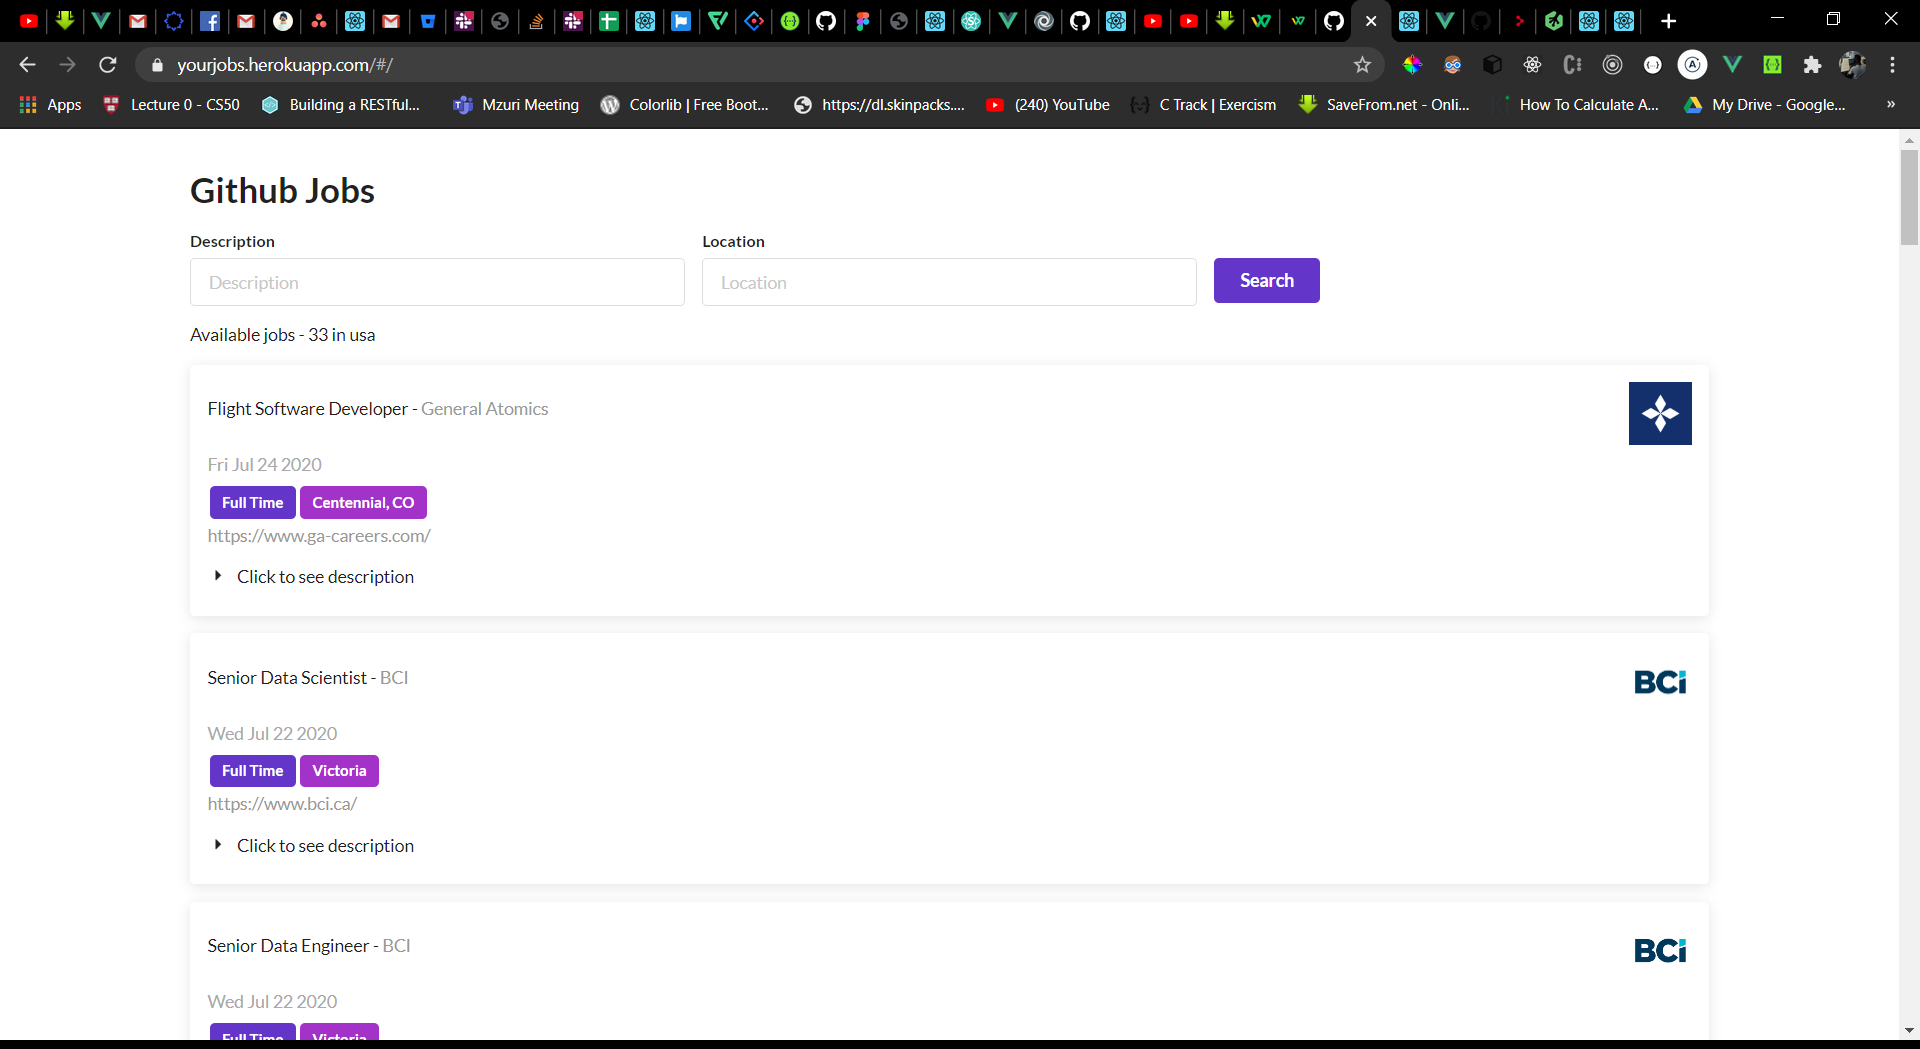 yourjobs.herokuapp.com/#/
Apps
Lecture 0 - CS50
Building a RESTful...
Mzuri Meeting
Colorlib | Free Boot...
https://dl.skinpacks....
(240) YouTube
C Track | Exercism
SaveFrom.net - Onli...
How To Calculate A...
My Drive - Google...
»
Github Jobs
Description
Location
Description
Location
Search
Available jobs - 33 in usa
Flight Software Developer - General Atomics
Fri Jul 24 2020
Full Time
Centennial, CO
https://www.ga-careers.com/
Click to see description
Senior Data Scientist - BCI
BCi
Wed Jul 22 2020
Full Time
Victoria
https://www.bci.ca/
Click to see description
Senior Data Engineer - BCI
BCi
Wed Jul 22 2020
Full Time
Victoria